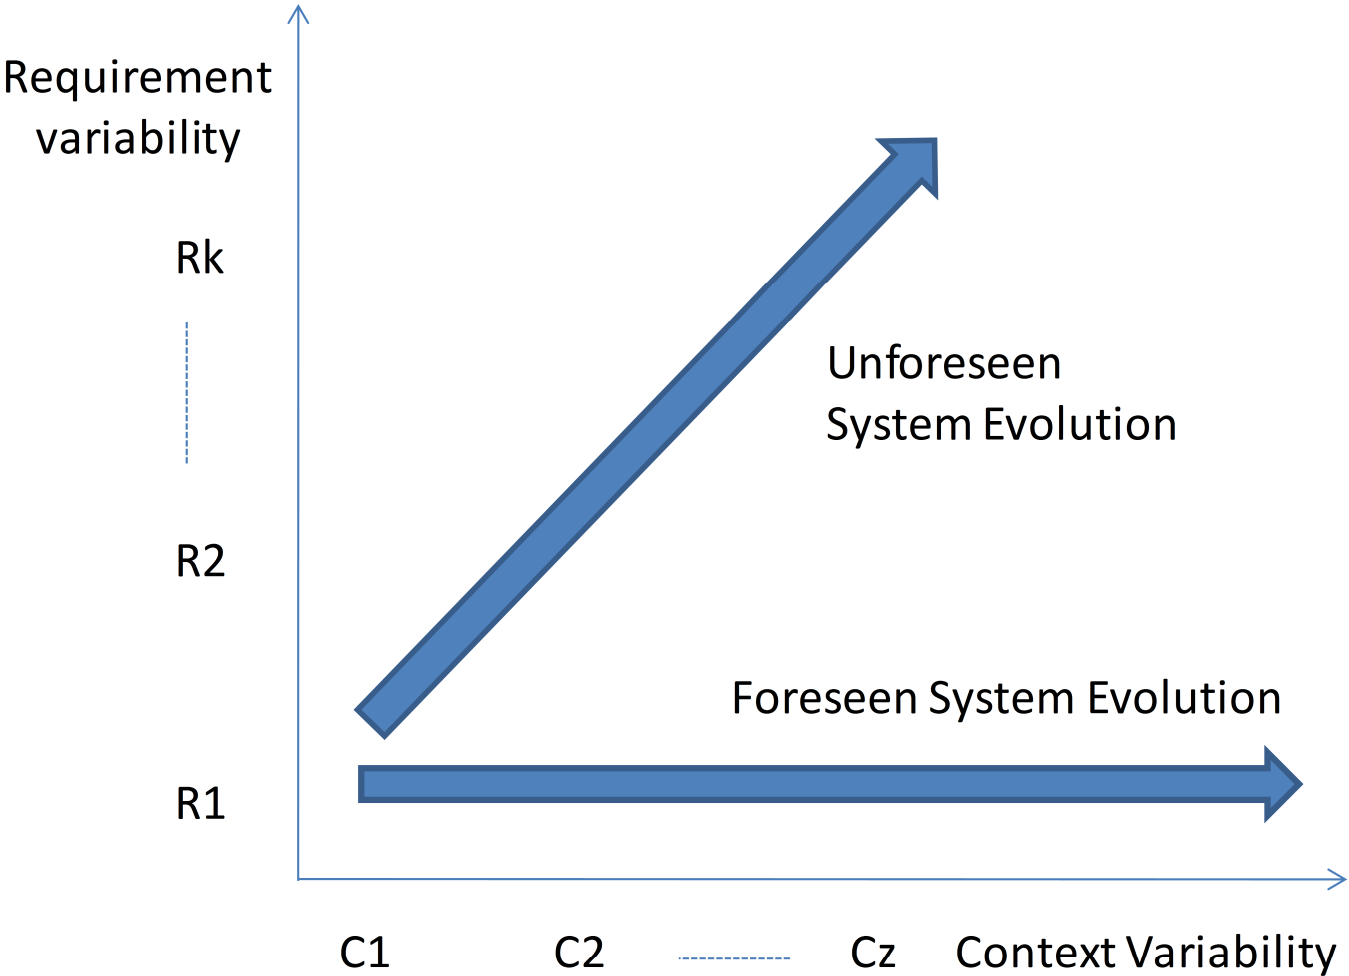 Requirement
variability
Rk
Unforeseen
System Evolution
R2
Foreseen System Evolution
R1
C1 C2 Cz Context Variability